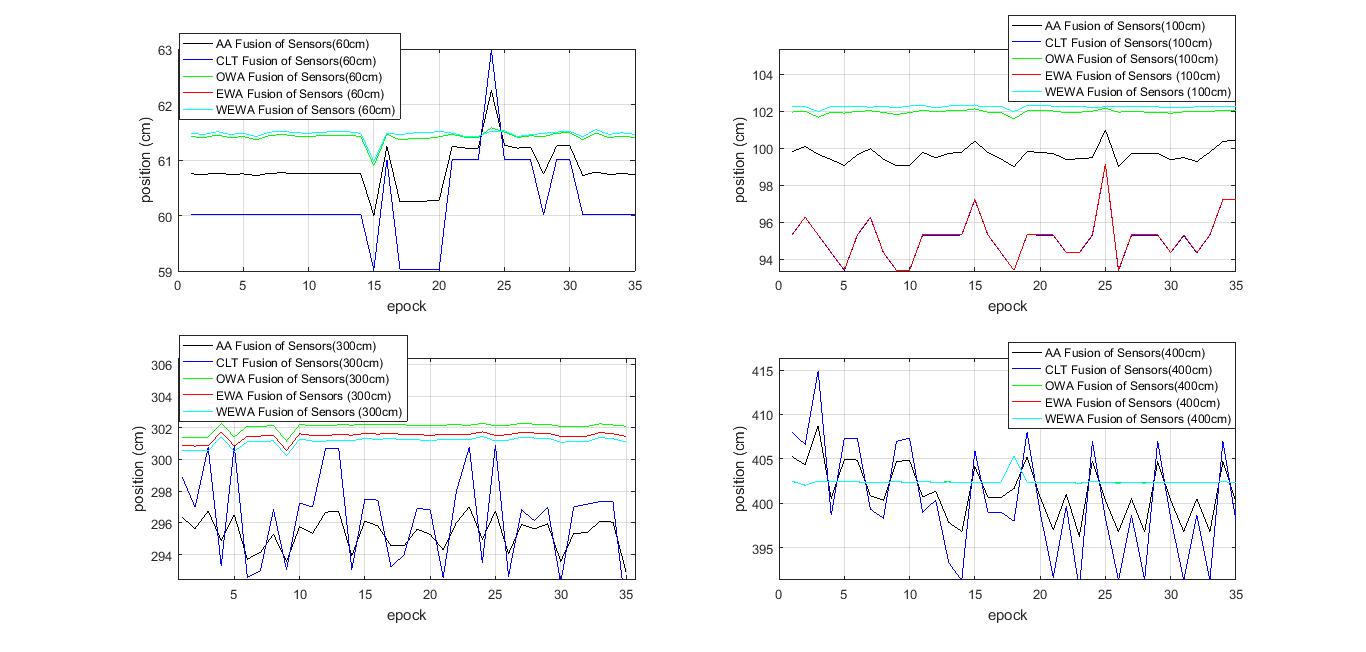 AA Fusion of Sensors(60cm)
CLT Fusion of Sensors(60cm)
OWA Fusion of Sensors(60cm)
EWA Fusion of Sensors (60cm)
WEWA Fusion of Sensors (60cm)
63
62
61
60
59
position (cm)
0 5 10 15 20 25 30 35
epock
AA Fusion of Sensors(100cm)
CLT Fusion of Sensors(100cm)
OWA Fusion of Sensors(100cm)
EWA Fusion of Sensors (100cm)
WEWA Fusion of Sensors (100cm)
104
102
100
98
96
94
position (cm)
0 5 10 15 20 25 30 35
epock
AA Fusion of Sensors(300cm)
CLT Fusion of Sensors(300cm)
OWA Fusion of Sensors(300cm)
EWA Fusion of Sensors (300cm)
WEWA Fusion of Sensors (300cm)
306
304
302
300
298
296
294
position (cm)
5 10 15 20 25 30 35
epock
AA Fusion of Sensors(400cm)
CLT Fusion of Sensors(400cm)
OWA Fusion of Sensors(400cm)
EWA Fusion of Sensors (400cm)
WEWA Fusion of Sensors (400cm)
415
410
405
400
395
position (cm)
0 5 10 15 20 25 30 35
epock